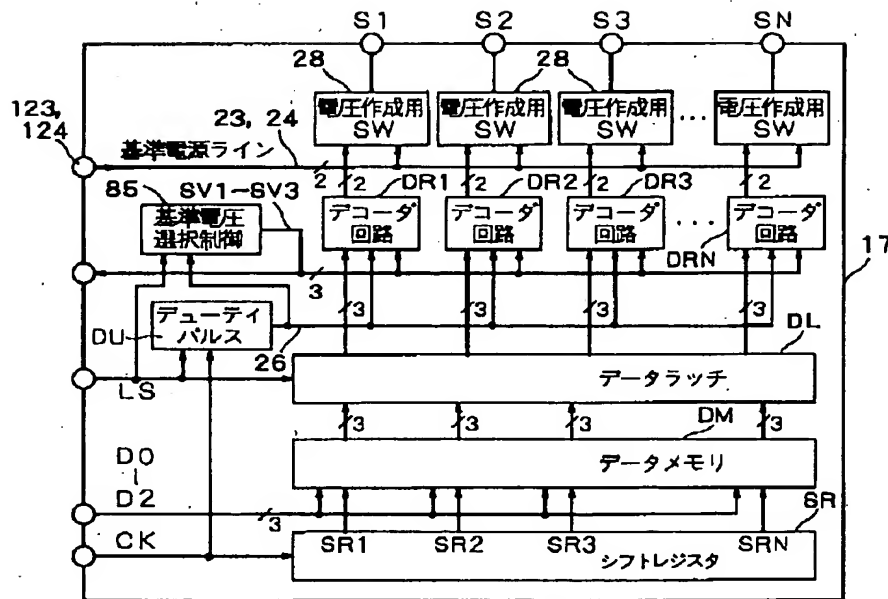 S1 S2 S3 SN
28 28
電圧作成用 SW
電圧作成用 SW
電圧作成用 SW
...
電圧作成用 SW
123, 124
23, 24
基準電源ライン
2 2 2 2 2
85
SV1~SV3
DR1 DR2 DR3
基準電圧
選択制御
デコーダ 回路
デコーダ 回路
デコーダ 回路
...
デコーダ 回路
DRN
17
3
3 3 3 3
デューティ
パルス
DU
26
DL
LS
データラッチ
3 3 3 3
DM
D0
~
D2
データメモリ
3
SR
CK
SR1 SR2 SR3 SRN
シフトレジスタ